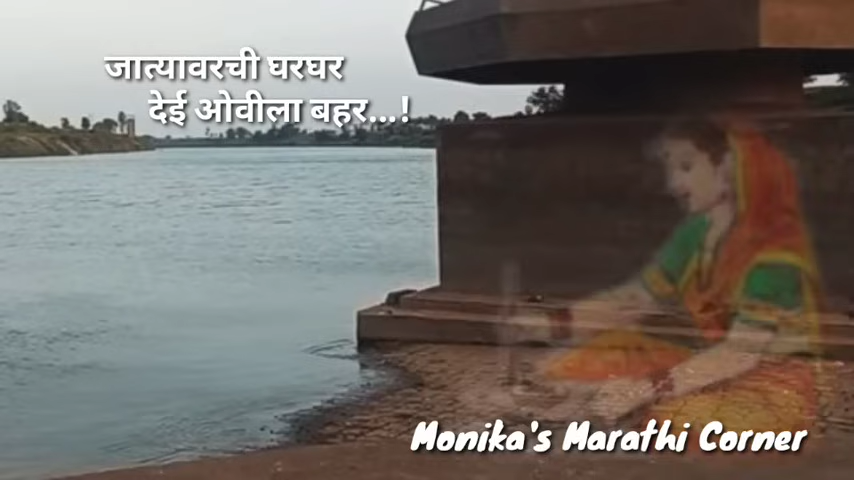 जात्यावरची घरघर
देई ओवीला बहर...!
Monika's Marathi Corner